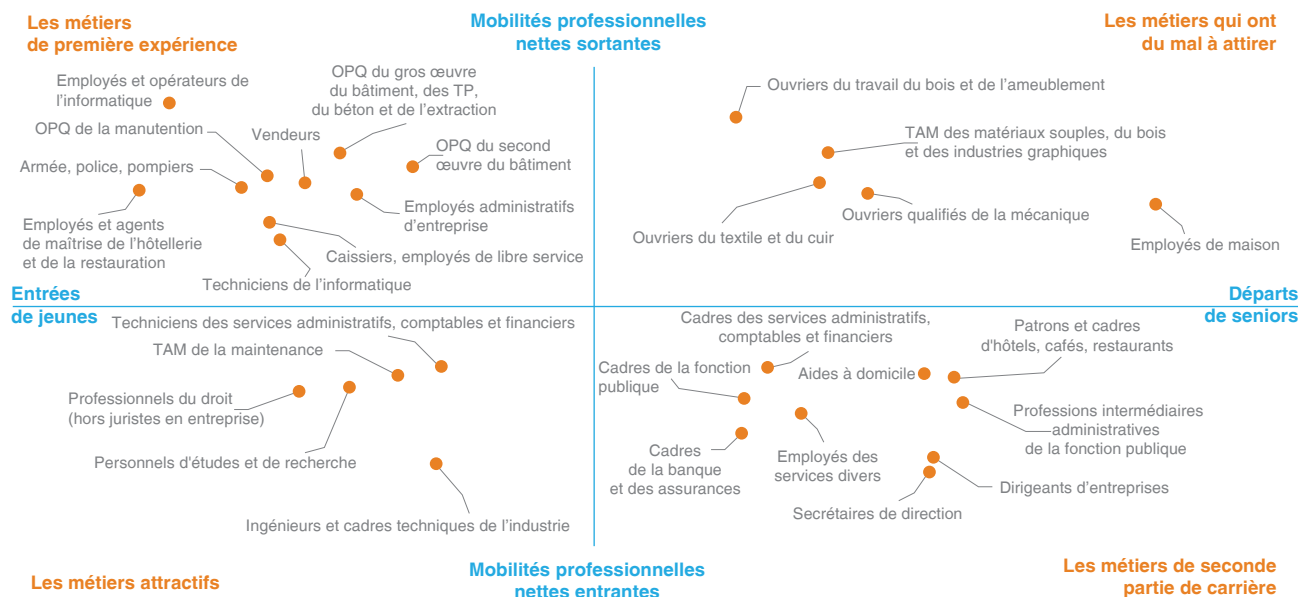 Les métiers
de première expérience
Mobilités professionnelles
nettes sortantes
Les métiers qui ont
du mal à attirer
Employés et opérateurs de
l'informatique
OPQ du gros œuvre
du bâtiment, des TP,
du béton et de l'extraction
OPQ de la manutention
Vendeurs
OPQ du second
œuvre du bâtiment
Armée, police, pompiers
Employés et agents
de maîtrise de l'hôtellerie
et de la restauration
Employés administratifs
d'entreprise
Caissiers, employés de libre service
Techniciens de l'informatique
Ouvriers du travail du bois et de l'ameublement
TAM des matériaux souples, du bois
et des industries graphiques
Ouvriers qualifiés de la mécanique
Ouvriers du textile et du cuir
Employés de maison
Entrées
de jeunes
Départs
de seniors
Techniciens des services administratifs, comptables et financiers
TAM de la maintenance
Professionnels du droit
(hors juristes en entreprise)
Personnels d'études et de recherche
Ingénieurs et cadres techniques de l'industrie
Cadres des services administratifs,
comptables et financiers
Patrons et cadres
d'hôtels, cafés, restaurants
Cadres de la fonction
publique
Aides à domicile
Professions intermédiaires
administratives
de la fonction publique
Cadres
de la banque
et des assurances
Employés des
services divers
Dirigeants d'entreprises
Secrétaires de direction
Les métiers attractifs
Mobilités professionnelles
nettes entrantes
Les métiers de seconde
partie de carrière